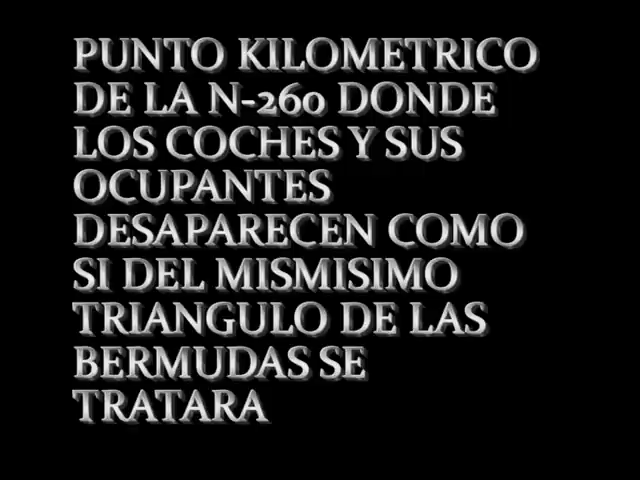 PUNTO KILOMETRICO
DE LA N-260 DONDE
LOS COCHES Y SUS
OCUPANTES
DESAPARECEN COMO
SI DEL MISMISIMO
TRIANGULO DE LAS
BERMUDAS SE
TRATARA